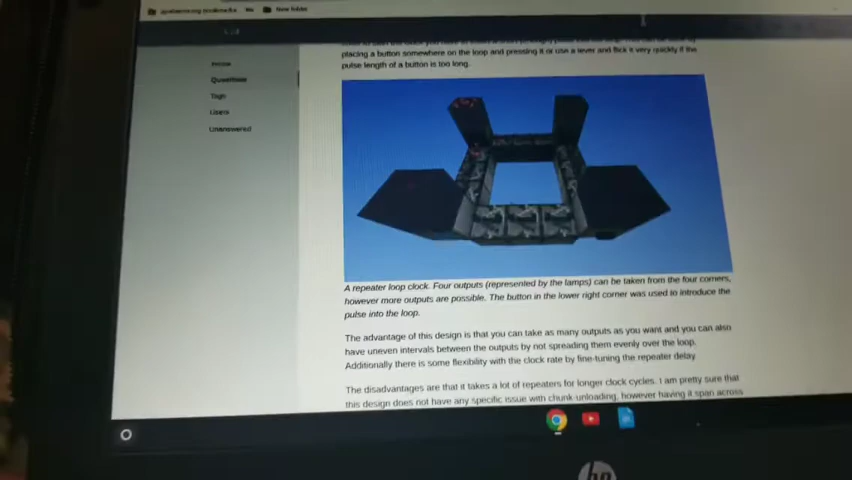 New folder
placing a button somewhere on the loop and pressing it or use a lever and flick it very quickly if the
pulse length of a button is too long.
Home
Questions
Tags
Users
Unanswered
A repeater loop clock. Four outputs (represented by the lamps) can be taken from the four corners,
however more outputs are possible. The button in the lower right corner was used to introduce the
pulse into the loop.
The advantage of this design is that you can take as many outputs as you want and you can also
have uneven intervals between the outputs by not spreading them evenly over the loop.
Additionally there is some flexibility with the clock rate by fine-tuning the repeater delay
The disadvantages are that it takes a lot of repeaters for longer clock cycles. I am pretty sure that
this design does not have any specific issue with chunk unloading, however having it span across
hp